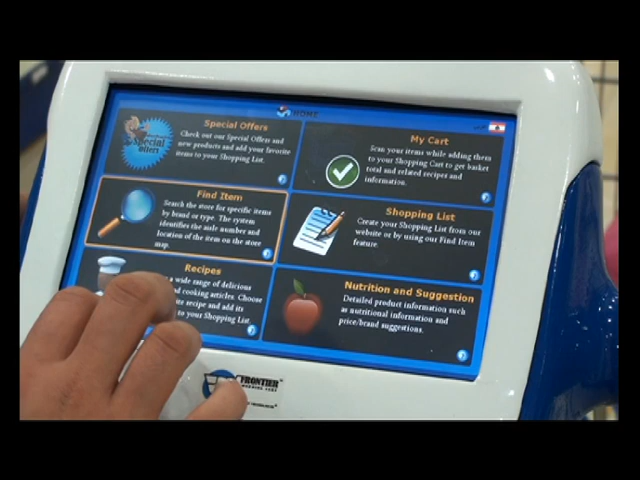 HOME
Special Offers
Check out our Special Offers and
new products and add your favorite
items to your Shopping List.
Special
Offers
My Cart
Scan your items while adding them
to your Shopping Cart to get basket
total and related recipes and
information.
Find Item
Search the store for specific items
by brand or type. The system
identifies the aisle number and
location of the item on the store
map.
Shopping List
Create your Shopping List from our
website or by using our Find Item
feature.
Recipes
a wide range of delicious
and cooking articles. Choose
recipe and add its
to your Shopping List.
Nutrition and Suggestion
Detailed product information such
as nutritional information and
price/brand suggestions.
FRONTIER